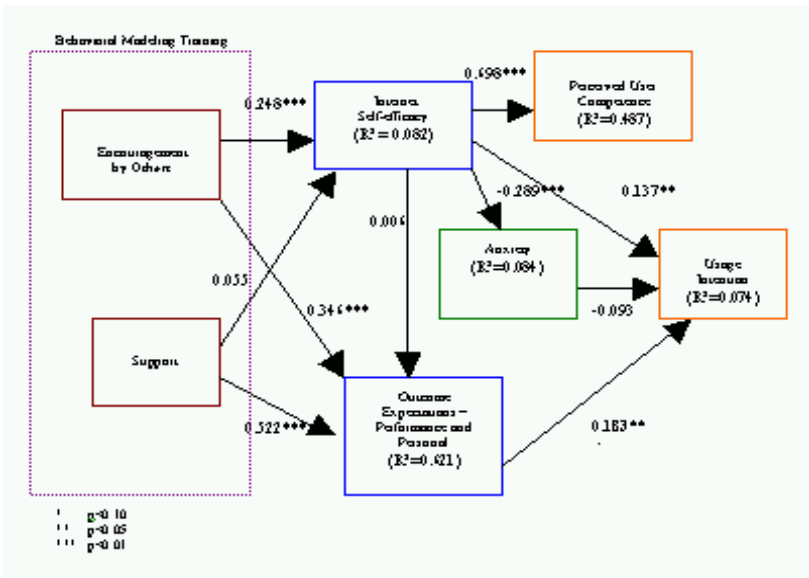 Behavioral Modeling Training
0.248***
0.698***
Internet
Self-efficacy
(R²= 0.082)
Perceived User
Competence
(R²=0.487)
Encouragement
by Others
-0.289***
0.137**
0.006
Anxiety
(R²=0.084)
Usage
Intention
(R²=0.074)
0.055
0.346***
-0.093
Support
Outcome
Expectations –
Performance and
Personal
(R²=0.621)
0.522***
0.183**
* p<0.10
** p<0.05
*** p<0.01